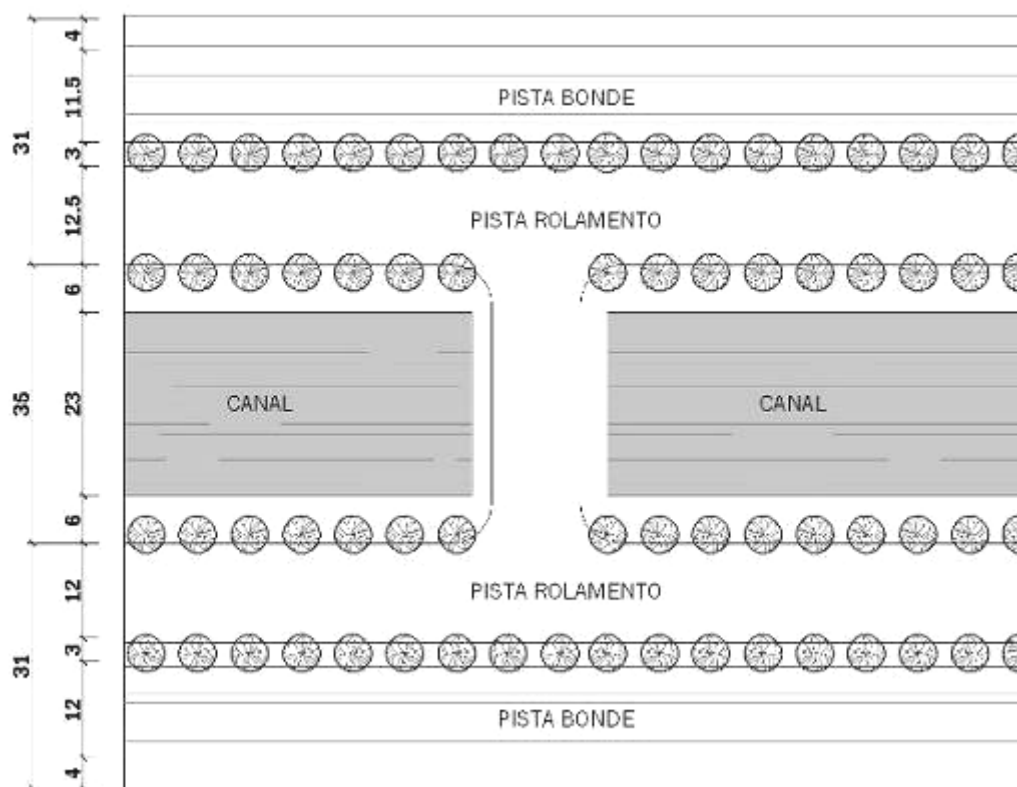 4
11.5
PISTA BONDE
31
3
12.5
PISTA ROLAMENTO
6
35
23
CANAL
CANAL
6
12
PISTA ROLAMENTO
3
31
12
PISTA BONDE
4